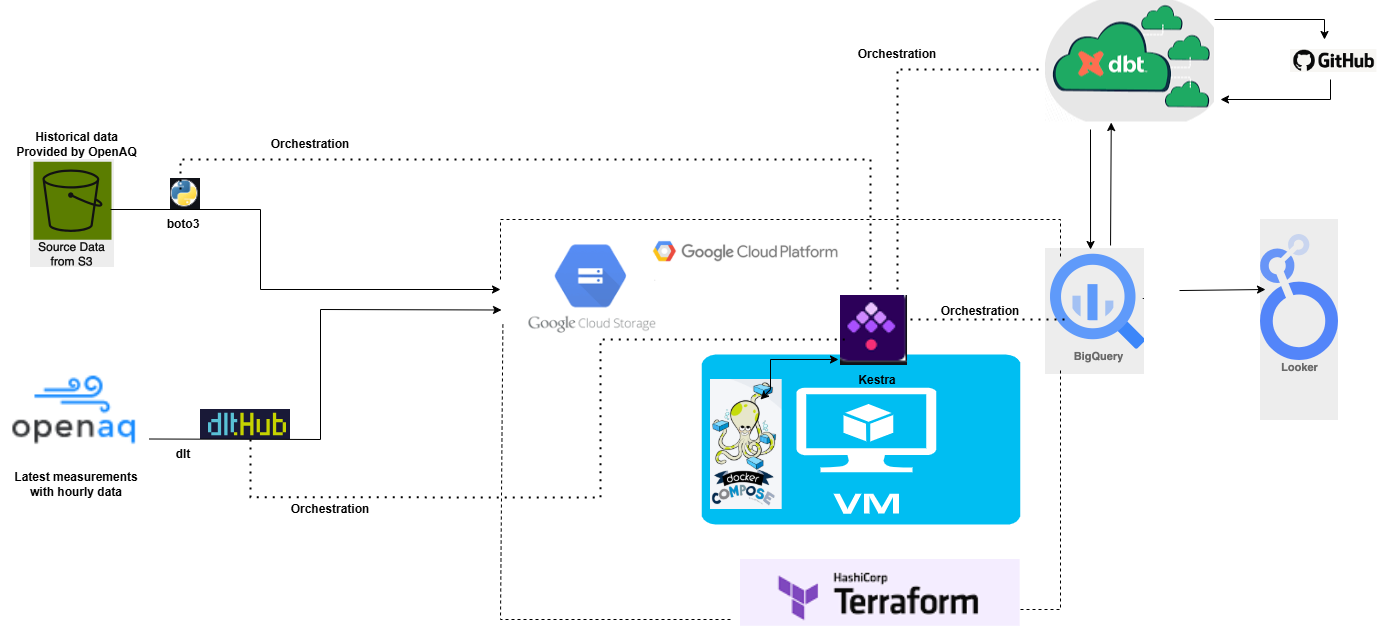 Orchestration
dbt
GitHub
Historical data
Provided by OpenAQ
Orchestration
boto3
Source Data
from S3
Google Cloud Platform
Google Cloud Storage
Orchestration
BigQuery
Looker
Kestra
openaq
dltHub
dlt
Latest measurements
with hourly data
Orchestration
docker
COMPOSE
VM
HashiCorp
Terraform